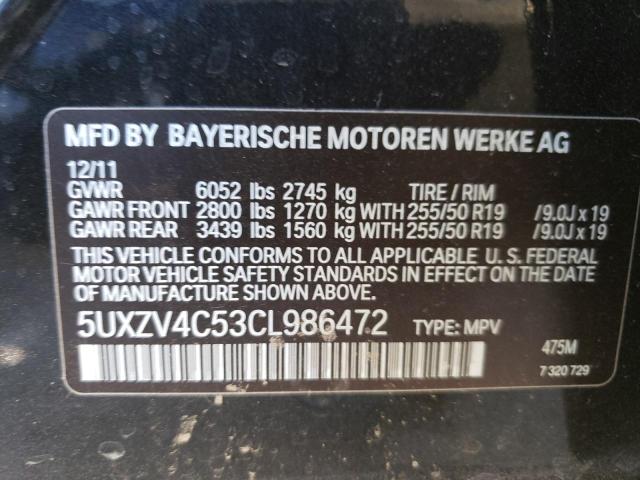 MFD BY BAYERISCHE MOTOREN WERKE AG
12/11
GVWR 6052 lbs 2745 kg TIRE / RIM
GAWR FRONT 2800 lbs 1270 kg WITH 255/50 R19 /9.0J x 19
GAWR REAR 3439 lbs 1560 kg WITH 255/50 R19 /9.0J x 19
THIS VEHICLE CONFORMS TO ALL APPLICABLE U. S. FEDERAL
MOTOR VEHICLE SAFETY STANDARDS IN EFFECT ON THE DATE
OF MANUFACTURE SHOWN ABOVE.
5UXZV4C53CL986472 TYPE: MPV
475M
7 320 729